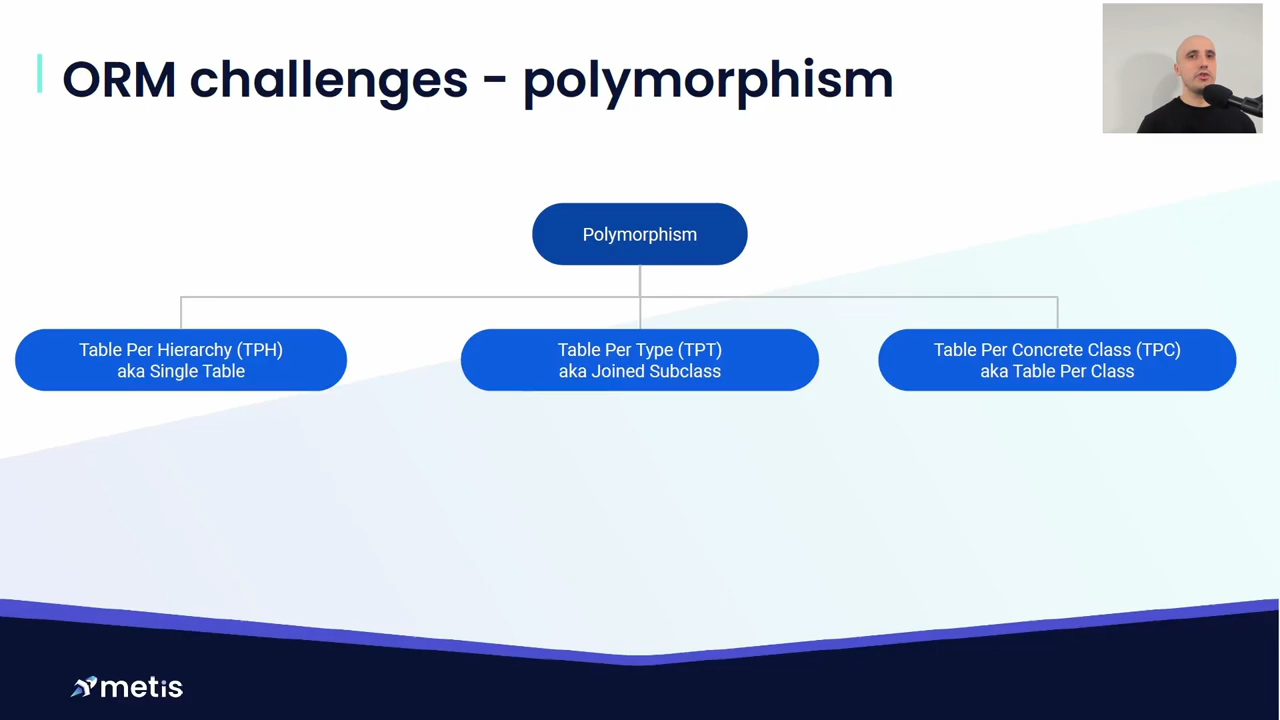 ORM challenges - polymorphism
Polymorphism
Table Per Hierarchy (TPH)
aka Single Table
Table Per Type (TPT)
aka Joined Subclass
Table Per Concrete Class (TPC)
aka Table Per Class
metis